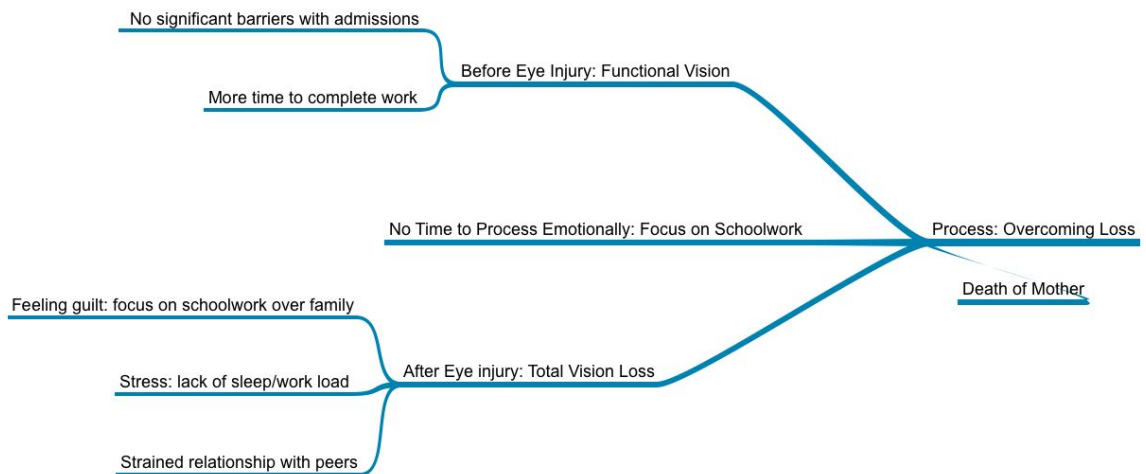 No significant barriers with admissions
Before Eye Injury: Functional Vision
More time to complete work
No Time to Process Emotionally: Focus on Schoolwork
Process: Overcoming Loss
Death of Mother
Feeling guilt: focus on schoolwork over family
After Eye injury: Total Vision Loss
Stress: lack of sleep/work load
Strained relationship with peers